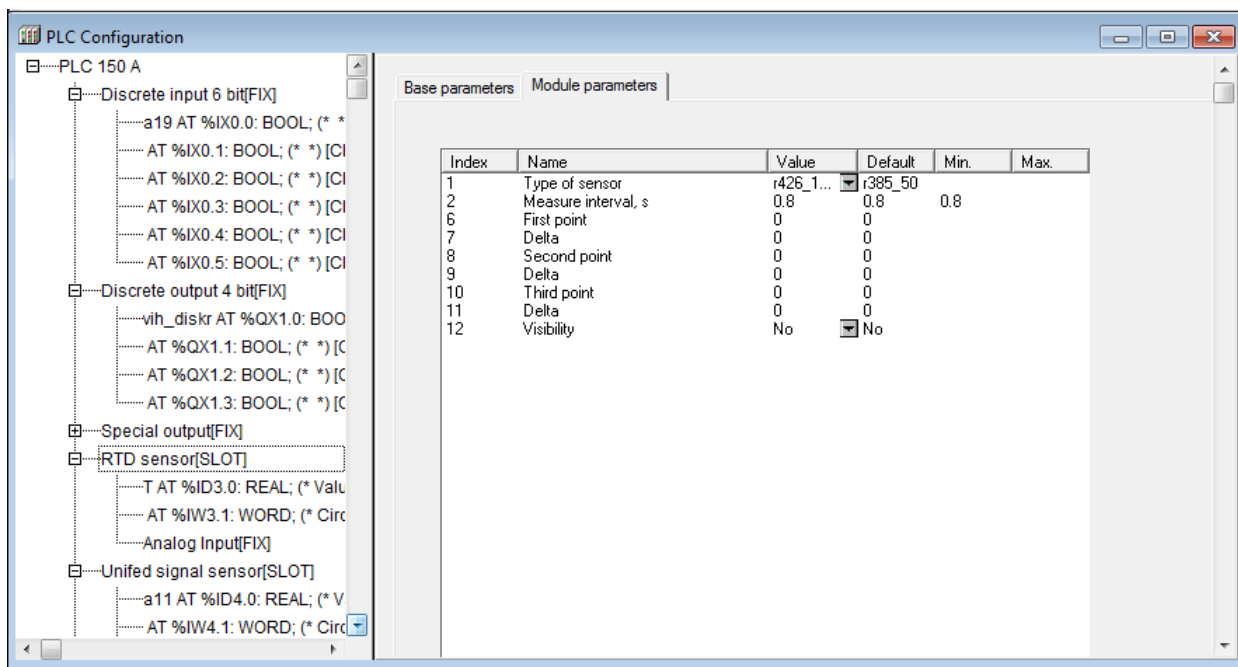 PLC Configuration
PLC 150 A
Discrete input 6 bit[FIX]
a19 AT %IX0.0: BOOL; (* *
AT %IX0.1: BOOL; (* *) [C
AT %IX0.2: BOOL; (* *) [C
AT %IX0.3: BOOL; (* *) [C
AT %IX0.4: BOOL; (* *) [C
AT %IX0.5: BOOL; (* *) [C
Discrete output 4 bit[FIX]
vih_diskr AT %QX1.0: BOO
AT %QX1.1: BOOL; (* *) [C
AT %QX1.2: BOOL; (* *) [C
AT %QX1.3: BOOL; (* *) [C
Special output[FIX]
RTD sensor[SLOT]
T AT %ID3.0: REAL; (* Valu
AT %IW3.1: WORD; (* Circ
Analog Input[FIX]
Unifed signal sensor[SLOT]
a11 AT %ID4.0: REAL; (* V
AT %IW4.1: WORD; (* Circ
Base parameters Module parameters
Index Name Value Default Min. Max.
1 Type of sensor r426_1... r385_50
2 Measure interval, s 0.8 0.8 0.8
6 First point 0 0
7 Delta 0 0
8 Second point 0 0
9 Delta 0 0
10 Third point 0 0
11 Delta 0 0
12 Visibility No No